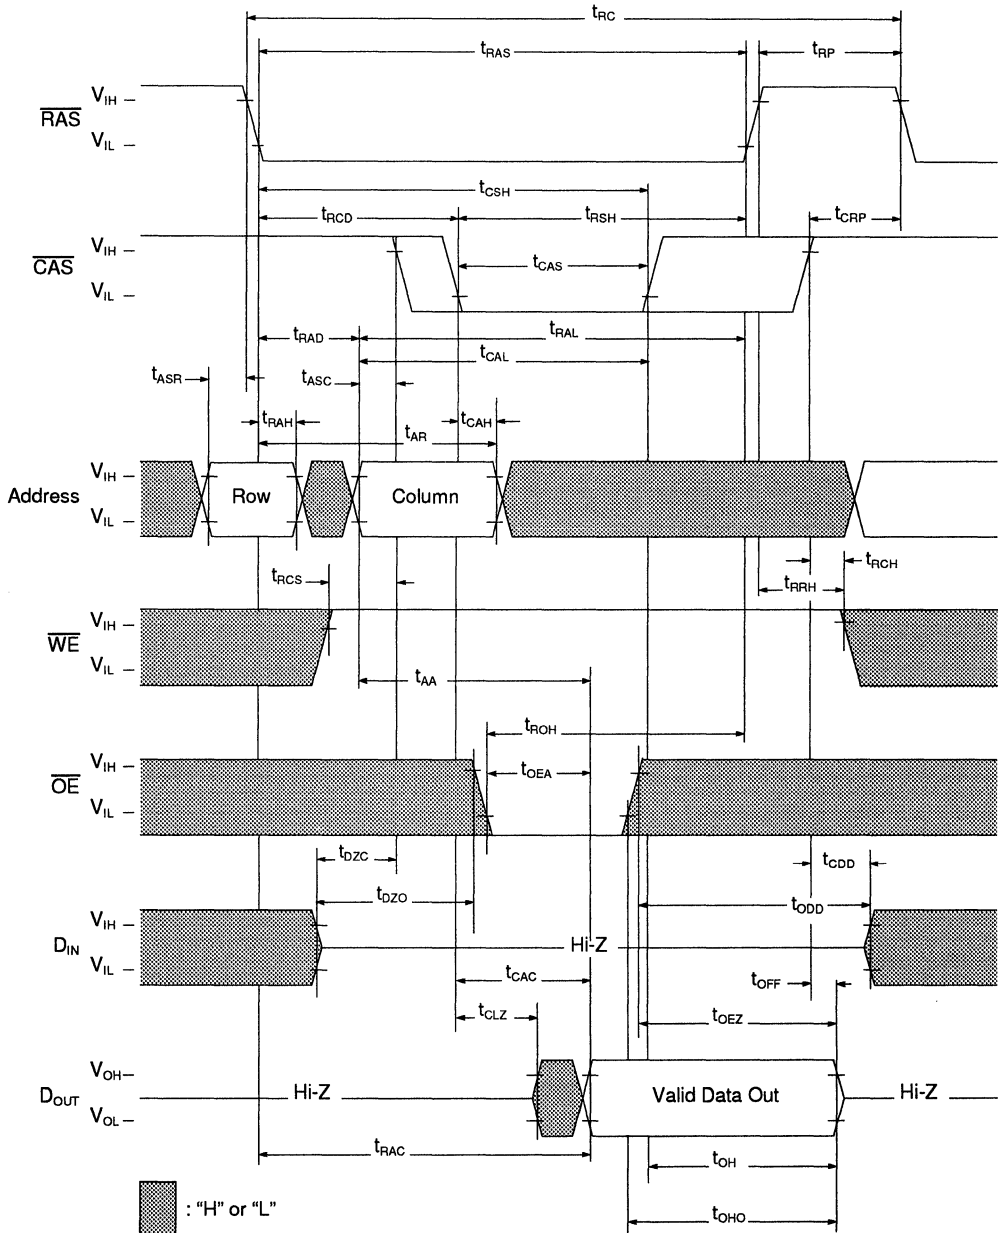 tRC
tRAS
tRP
RAS
VIH
VIL
tCSH
tRCD
tRSH
tCRP
CAS
VIH
VIL
tCAS
tRAD
tRAL
tCAL
tASR
tASC
tRAH
tCAH
tAR
Address
VIH
VIL
Row
Column
tRCS
tRCH
tRRH
WE
VIH
VIL
tAA
tROH
OE
VIH
VIL
tOEA
tDZC
tCDD
tDZO
tODD
DIN
VIH
VIL
Hi-Z
tCAC
tOFF
tCLZ
tOEZ
DOUT
VOH
VOL
Hi-Z
Valid Data Out
Hi-Z
tRAC
tOH
tOHO
: "H" or "L"